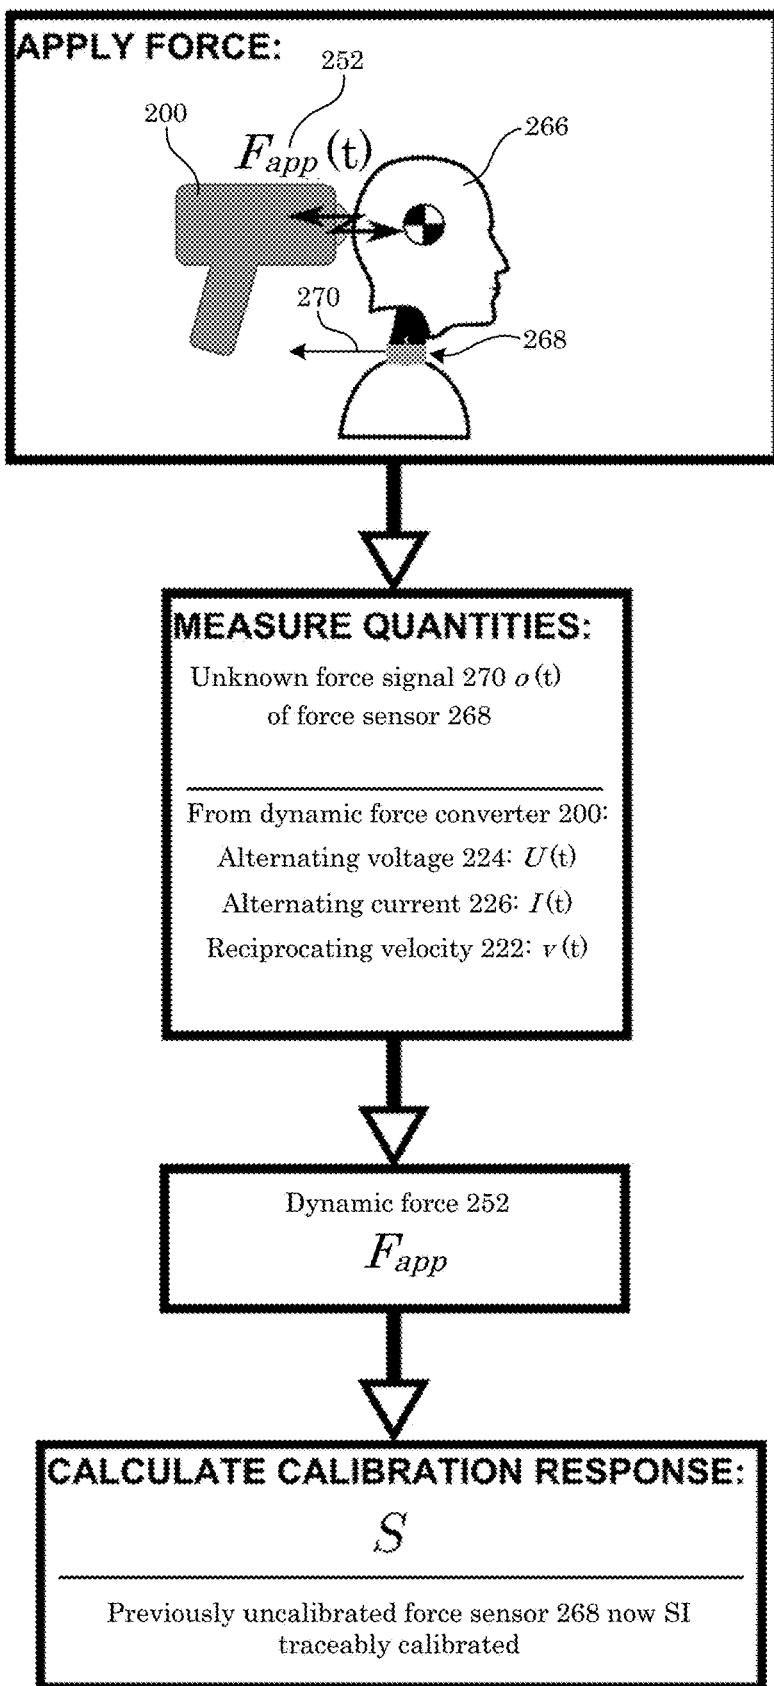 APPLY FORCE:
252
200
F_app (t)
266
270
268
MEASURE QUANTITIES:
Unknown force signal 270 o (t)
of force sensor 268
From dynamic force converter 200:
Alternating voltage 224: U (t)
Alternating current 226: I (t)
Reciprocating velocity 222: v (t)
Dynamic force 252
F_app
CALCULATE CALIBRATION RESPONSE:
S
Previously uncalibrated force sensor 268 now SI
traceably calibrated